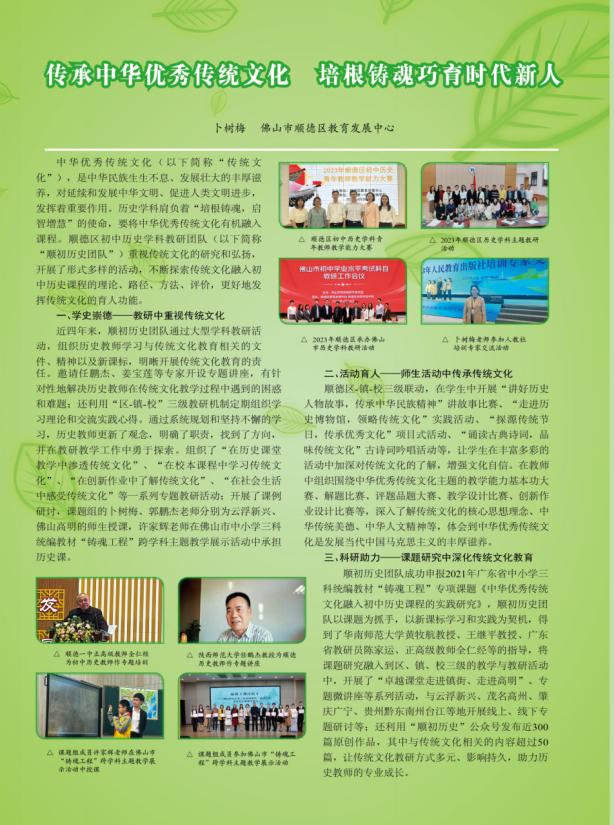 传承中华优秀传统文化 培根铸魂巧育时代新人
卜树梅 佛山市顺德区教育发展中心
中华优秀传统文化（以下简称“传统文
化”），是中华民族生生不息、发展壮大的丰厚滋
养，对延续和发展中华文明、促进人类文明进步，
发挥着重要作用。历史学科肩负着“培根铸魂，启
智增慧”的使命，要将中华传统文化有机融入
课程。顺德区初中历史学科教研团队（以下简称
“顺初历史团队”）重视传统文化的研究和弘扬，
开展了形式多样的活动，不断探索传统文化融入初
中历史课程的理论、路径、方法、评价，更好地发
挥传统文化的育人功能。
一、学史崇德——教研中重视传统文化
近四年来，顺初历史团队通过大型学科教研活
动，组织历史教师学习与传统文化教育相关的文
件、精神以及新课标，明晰开展传统文化教育的责
任。邀请任鹏杰、姜宝莲等专家开设专题讲座，有针
对性地解决历史教师在传统文化教学过程中遇到的困惑
和难题；还利用“区-镇-校”三级教研机制定期组织学
习理论和交流实践心得。通过系统规划和坚持不懈的学
习，历史教师更新了观念，明确了职责，找到了方向，
并在教研教学工作中勇于探索。组织了“在历史课堂
教学中渗透传统文化”、“在校本课程中学习传统文
化”、“在创新作业中了解传统文化”、“在社会生活
中感受传统文化”等一系列专题教研活动；开展了课例
研讨，课题组的卜树梅、郭鹏杰老师分别为云浮新兴、
佛山高明的师生授课，许家辉老师在佛山市中小学三科
统编教材“铸魂工程”跨学科主题教学展示活动中承担
历史课。
2023年顺德区初中历史
青年教师教学能力大赛
△ 顺德区初中历史学科青
年教师教学能力大赛
△ 2023年顺德区历史学科主题教研
活动
佛山市初中学业水平考试科目
教研工作会议
△ 2023年顺德区承办佛山
市历史学科教研活动
年人民教育出版社培训专家交
△ 卜树梅老师参加人教社
培训专家交流活动
二、活动育人——师生活动中传承传统文化
顺德区-镇-校三级联动，在学生中开展“讲好历史
人物故事，传承中华民族精神”讲故事比赛、“走进历
史博物馆，领略传统文化”实践活动、“探源传统节
日，传承优秀文化”项目式活动、“诵读古典诗词，品
味传统文化”古诗词吟唱活动等，让学生在丰富多彩的
活动中加深对传统文化的了解，增强文化自信。在教师
中组织围绕中华优秀传统文化主题的教学能力基本功大
赛、解题比赛、评题品题大赛、教学设计比赛、创新作
业设计比赛等，深入了解传统文化的核心思想理念、中
华传统美德、中华人文精神等，体会到中华优秀传统文
化是发展当代中国马克思主义的丰厚滋养。
三、科研助力——课题研究中深化传统文化教育
顺初历史团队成功申报2021年广东省中小学三
科统编教材“铸魂工程”专项课题《中华优秀传统
文化融入初中历史课程的实践研究》，顺初历史团
队以课题为抓手，以新课标学习和实践为契机，得
到了华南师范大学黄牧航教授、王继平教授、广东
省教研员陈家运、正高级教师全仁经等的指导，将
课题研究融入到区、镇、校三级的教学与教研活动
中，开展了“卓越课堂走进镇街、走进高明”、专
题微讲座等系列活动，与云浮新兴、茂名高州、肇
庆广宁、贵州黔东南州台江等地开展线上、线下专
题研讨等；还利用“顺初历史”公众号发布近300
篇原创作品，其中与传统文化相关的内容超过50
篇，让传统文化教研方式多元、影响持久，助力历
史教师的专业成长。
发
△ 顺德一中正高级教师全仁经
为初中历史教师作专题培训
△ 陕西师范大学任鹏杰教授为顺德
历史教师作专题讲座
△ 课题组成员许家辉老师在佛山市
“铸魂工程”跨学科主题教学展
示活动中授课
△ 课题组成员参加佛山市“铸魂工
程”跨学科主题教学展示活动